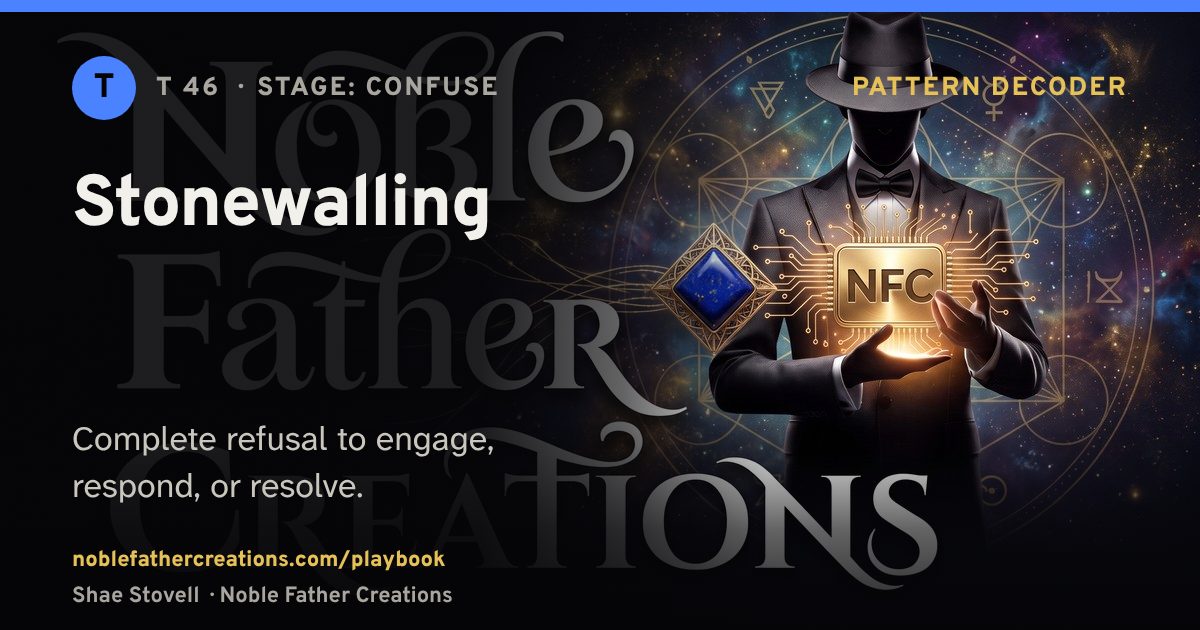 T
T 46 · STAGE: CONFUSE
PATTERN DECODER
Noble
Stonewalling
NFC
Father
Complete refusal to engage,
respond, or resolve.
Creations
noblefathercreations.com/playbook
Shae Stovell · Noble Father Creations